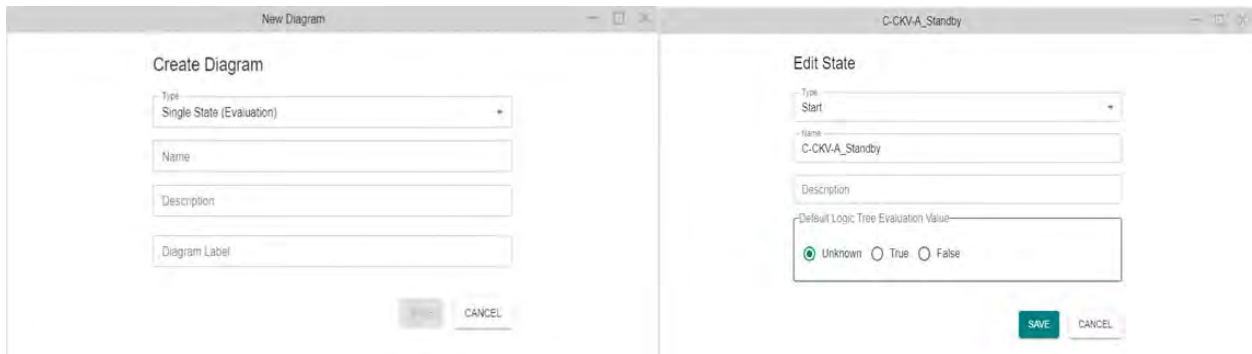 New Diagram
Create Diagram
Type
Single State (Evaluation)
Name
Description
Diagram Label
CANCEL
C-CKV-A_Standby
Edit State
Type
Start
Name
C-CKV-A_Standby
Description
Default Logic Tree Evaluation Value
Unknown True False
SAVE CANCEL